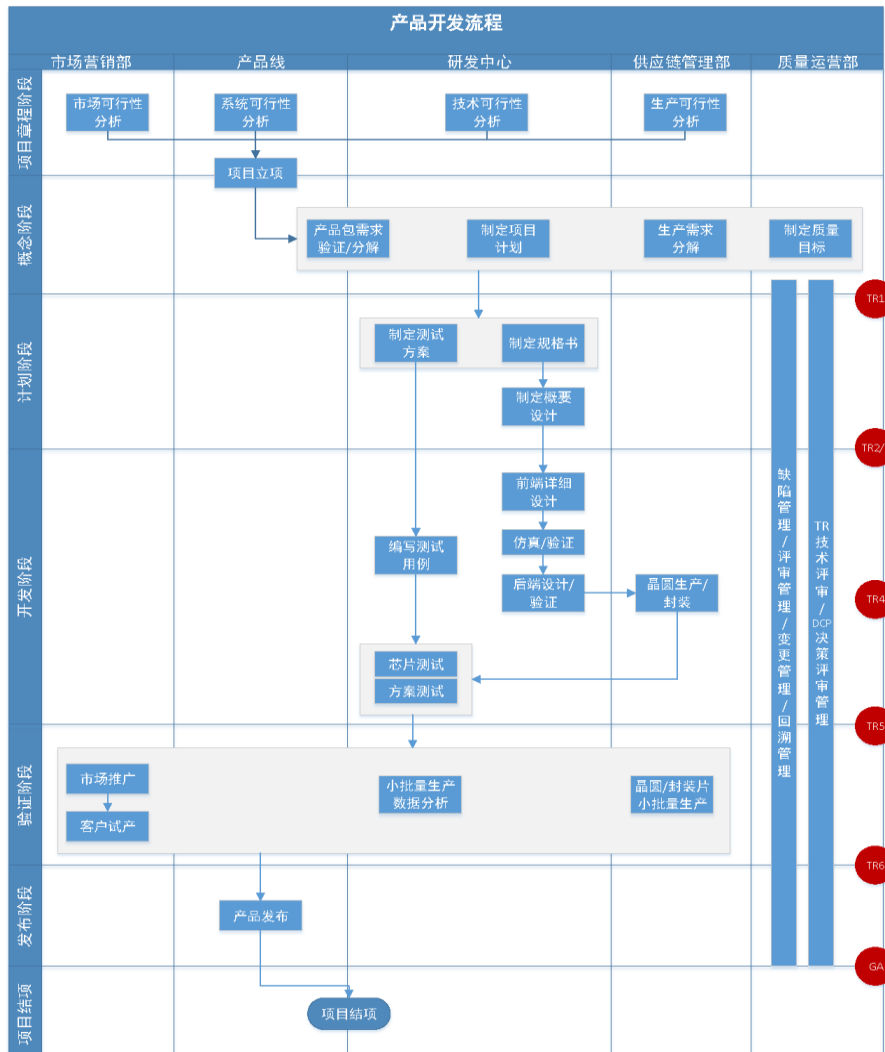 产品开发流程
市场营销部
产品线
研发中心
供应链管理部
质量运营部
项目章程阶段
市场可行性
分析
系统可行性
分析
技术可行性
分析
生产可行性
分析
项目立项
概念阶段
产品包需求
验证/分解
制定项目
计划
生产需求
分解
制定质量
目标
TR1
计划阶段
制定测试
方案
制定规格书
制定概要
设计
TR2/
开发阶段
前端详细
设计
仿真/验证
编写测试
用例
后端设计/
验证
晶圆生产/
封装
TR4
芯片测试
方案测试
缺陷管理/评审管理/变更管理/回溯管理
TR技术评审/DCP决策评审管理
TR5
验证阶段
市场推广
客户试产
小批量生产
数据分析
晶圆/封装片
小批量生产
TR6
发布阶段
产品发布
GA
项目结项
项目结项